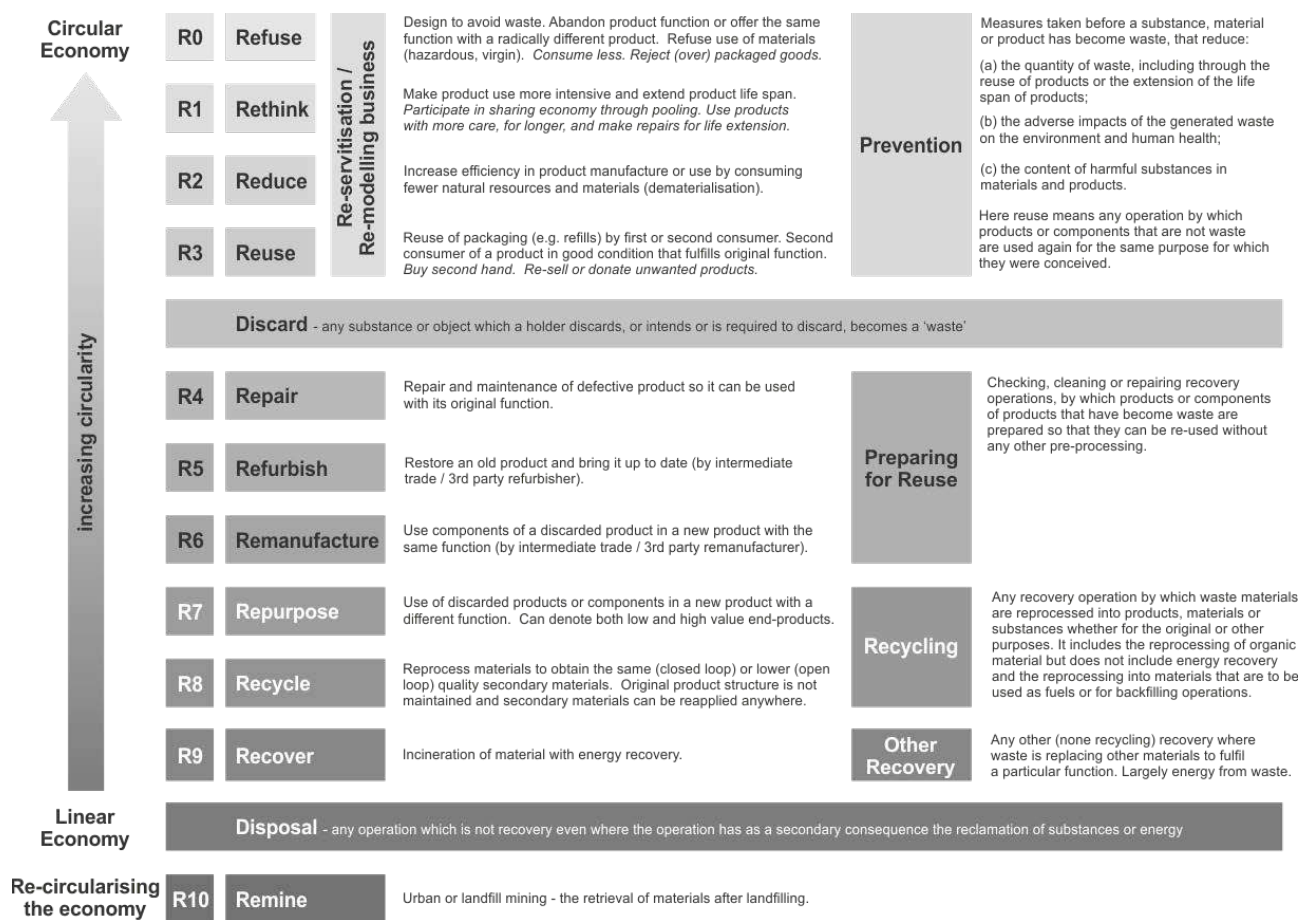 Circular
Economy
increasing circularity
Linear
Economy
Re-circularising
the economy
R0 Refuse
Design to avoid waste. Abandon product function or offer the same
function with a radically different product. Refuse use of materials
(hazardous, virgin). Consume less. Reject (over) packaged goods.
R1 Rethink
Make product use more intensive and extend product life span.
Participate in sharing economy through pooling. Use products
with more care, for longer, and make repairs for life extension.
R2 Reduce
Increase efficiency in product manufacture or use by consuming
fewer natural resources and materials (dematerialisation).
R3 Reuse
Reuse of packaging (e.g. refills) by first or second consumer. Second
consumer of a product in good condition that fulfills original function.
Buy second hand. Re-sell or donate unwanted products.
Re-servitisation /
Re-modelling business
Prevention
Measures taken before a substance, material
or product has become waste, that reduce:
(a) the quantity of waste, including through the
reuse of products or the extension of the life
span of products;
(b) the adverse impacts of the generated waste
on the environment and human health;
(c) the content of harmful substances in
materials and products.
Here reuse means any operation by which
products or components that are not waste
are used again for the same purpose for which
they were conceived.
Discard - any substance or object which a holder discards, or intends or is required to discard, becomes a ‘waste’
R4 Repair
Repair and maintenance of defective product so it can be used
with its original function.
R5 Refurbish
Restore an old product and bring it up to date (by intermediate
trade / 3rd party refurbisher).
R6 Remanufacture
Use components of a discarded product in a new product with the
same function (by intermediate trade / 3rd party remanufacturer).
Preparing
for Reuse
Checking, cleaning or repairing recovery
operations, by which products or components
of products that have become waste are
prepared so that they can be re-used without
any other pre-processing.
R7 Repurpose
Use of discarded products or components in a new product with a
different function. Can denote both low and high value end-products.
R8 Recycle
Reprocess materials to obtain the same (closed loop) or lower (open
loop) quality secondary materials. Original product structure is not
maintained and secondary materials can be reapplied anywhere.
Recycling
Any recovery operation by which waste materials
are reprocessed into products, materials or
substances whether for the original or other
purposes. It includes the reprocessing of organic
material but does not include energy recovery
and the reprocessing into materials that are to be
used as fuels or for backfilling operations.
R9 Recover
Incineration of material with energy recovery.
Other
Recovery
Any other (none recycling) recovery where
waste is replacing other materials to fulfil
a particular function. Largely energy from waste.
Disposal - any operation which is not recovery even where the operation has as a secondary consequence the reclamation of substances or energy
R10 Remine
Urban or landfill mining - the retrieval of materials after landfilling.